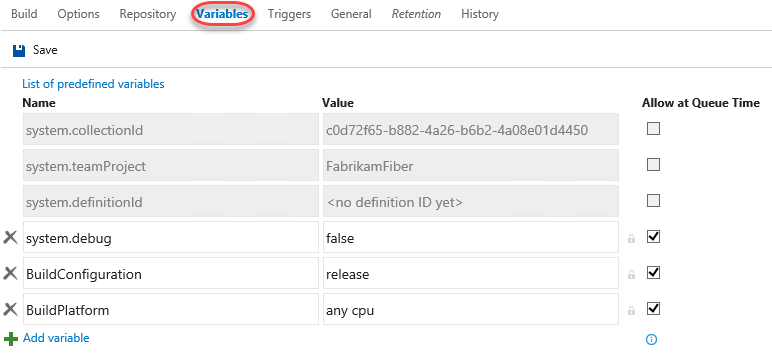 Build Options Repository Variables Triggers General Retention History
Save
List of predefined variables
Name Value Allow at Queue Time
system.collectionId c0d72f65-b882-4a26-b6b2-4a08e01d4450
system.teamProject FabrikamFiber
system.definitionId <no definition ID yet>
system.debug false
BuildConfiguration release
BuildPlatform any cpu
Add variable